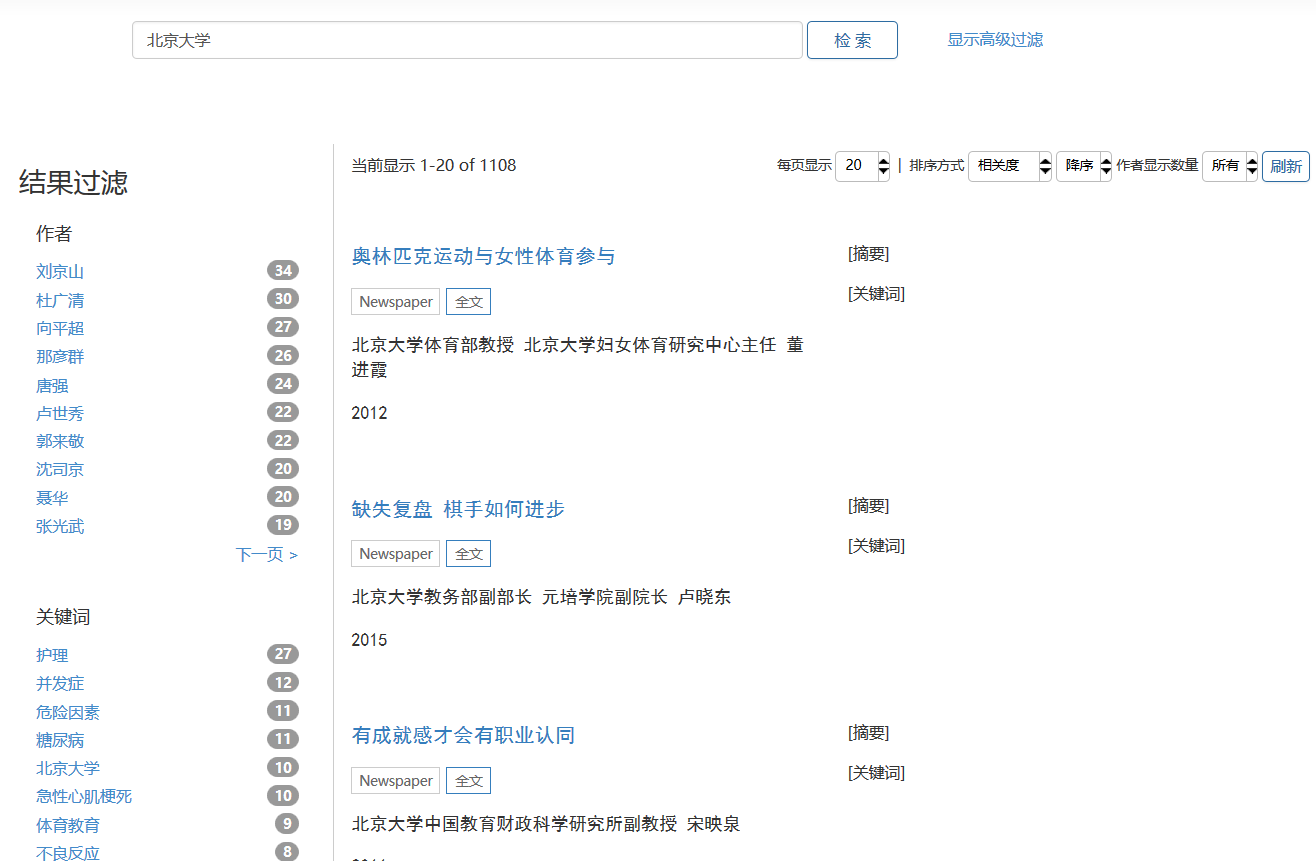 北京大学
检 索
显示高级过滤
结果过滤
作者
刘京山 34
杜广清 30
向平超 27
那彦群 26
唐强 24
卢世秀 22
郭来敬 22
沈司京 20
聂华 20
张光武 19
下一页 >
关键词
护理 27
并发症 12
危险因素 11
糖尿病 11
北京大学 10
急性心肌梗死 10
体育教育 9
不良反应 8
当前显示 1-20 of 1108
每页显示 20 | 排序方式 相关度 降序 作者显示数量 所有 刷新
奥林匹克运动与女性体育参与
Newspaper 全文
北京大学体育部教授 北京大学妇女体育研究中心主任 董
进霞
2012
[摘要]
[关键词]
缺失复盘 棋手如何进步
Newspaper 全文
北京大学教务部副部长 元培学院副院长 卢晓东
2015
[摘要]
[关键词]
有成就感才会有职业认同
Newspaper 全文
北京大学中国教育财政科学研究所副教授 宋映泉
[摘要]
[关键词]